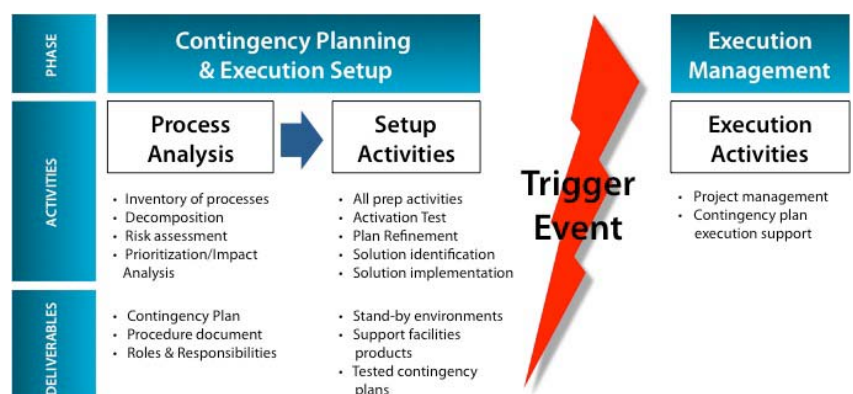 PHASE
Contingency Planning
& Execution Setup
Execution
Management
ACTIVITIES
Process
Analysis
Setup
Activities
Trigger
Event
Execution
Activities
• Inventory of processes
• Decomposition
• Risk assessment
• Prioritization/Impact
Analysis
• All prep activities
• Activation Test
• Plan Refinement
• Solution identification
• Solution implementation
• Project management
• Contingency plan
execution support
DELIVERABLES
• Contingency Plan
• Procedure document
• Roles & Responsibilities
• Stand-by environments
• Support facilities
products
• Tested contingency
plans